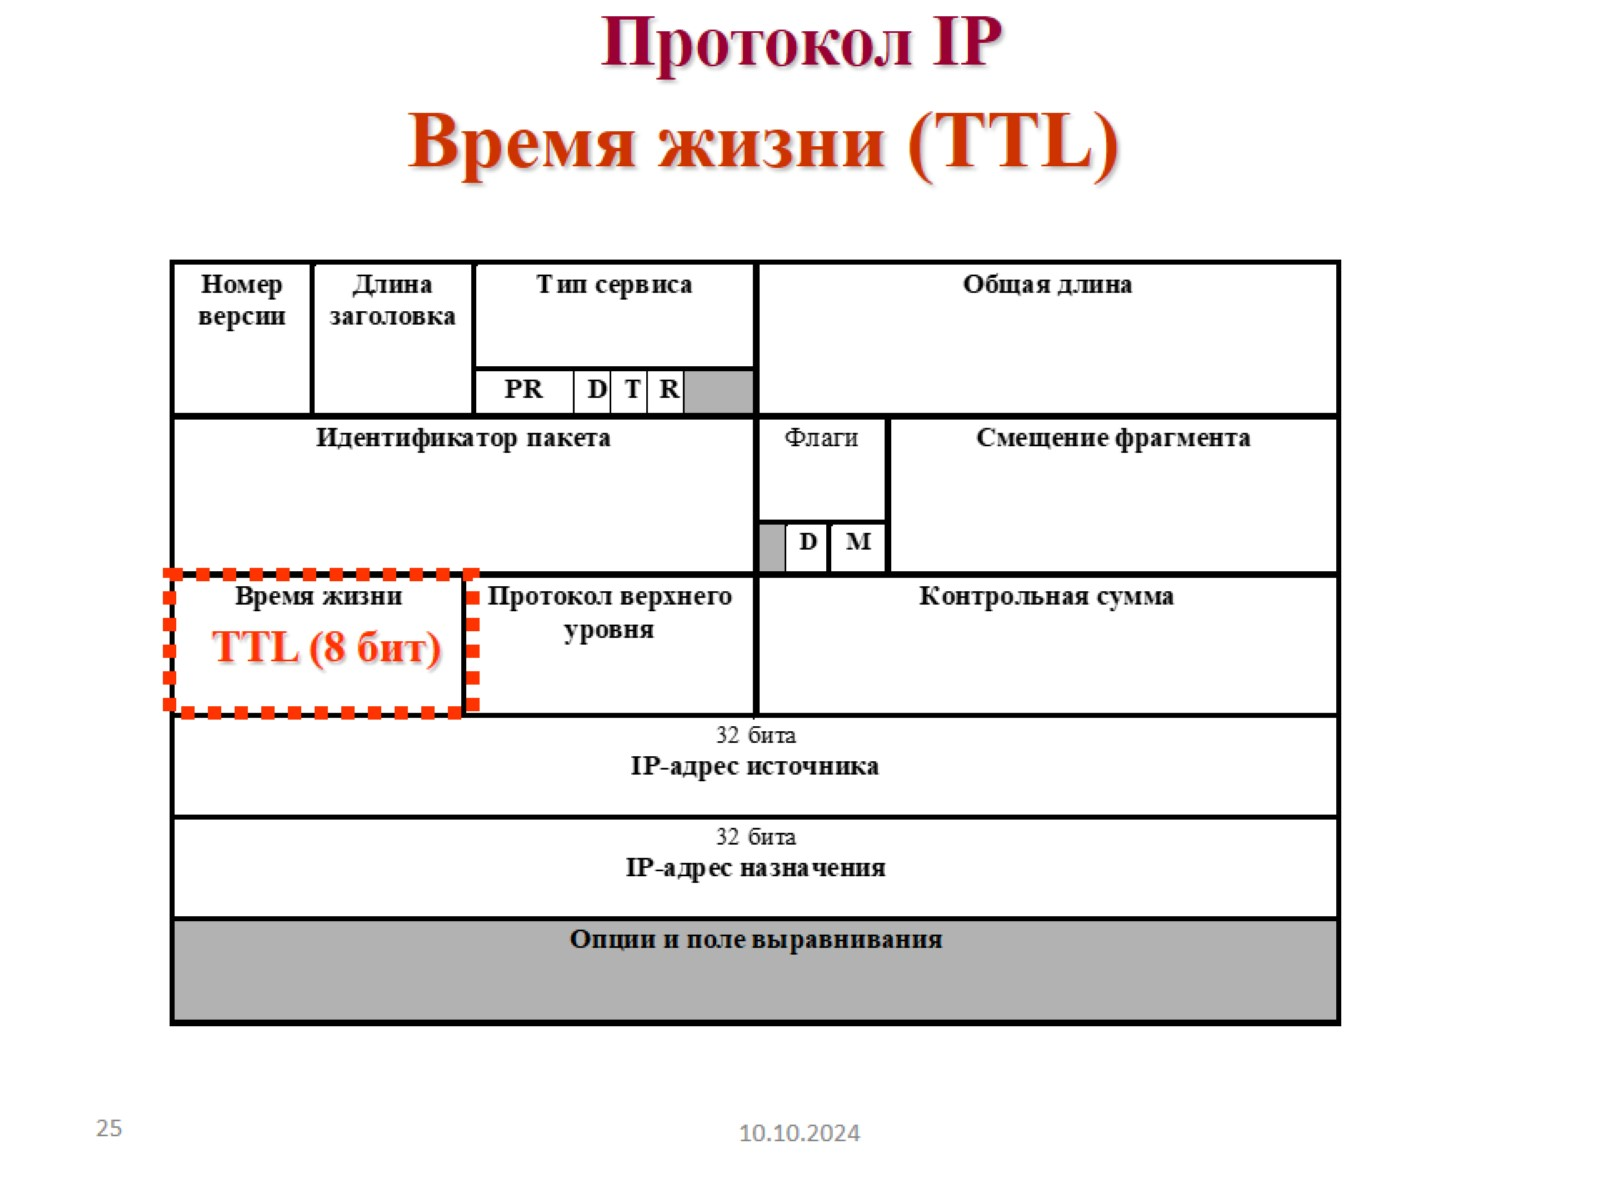 Протокол IP
Время жизни (TTL)
Номер версии
Длина заголовка
Тип сервиса
Общая длина
PR D T R
Идентификатор пакета
Флаги
Смещение фрагмента
D M
Время жизни
TTL (8 бит)
Протокол верхнего уровня
Контрольная сумма
32 бита
IP-адрес источника
32 бита
IP-адрес назначения
Опции и поле выравнивания
25
10.10.2024